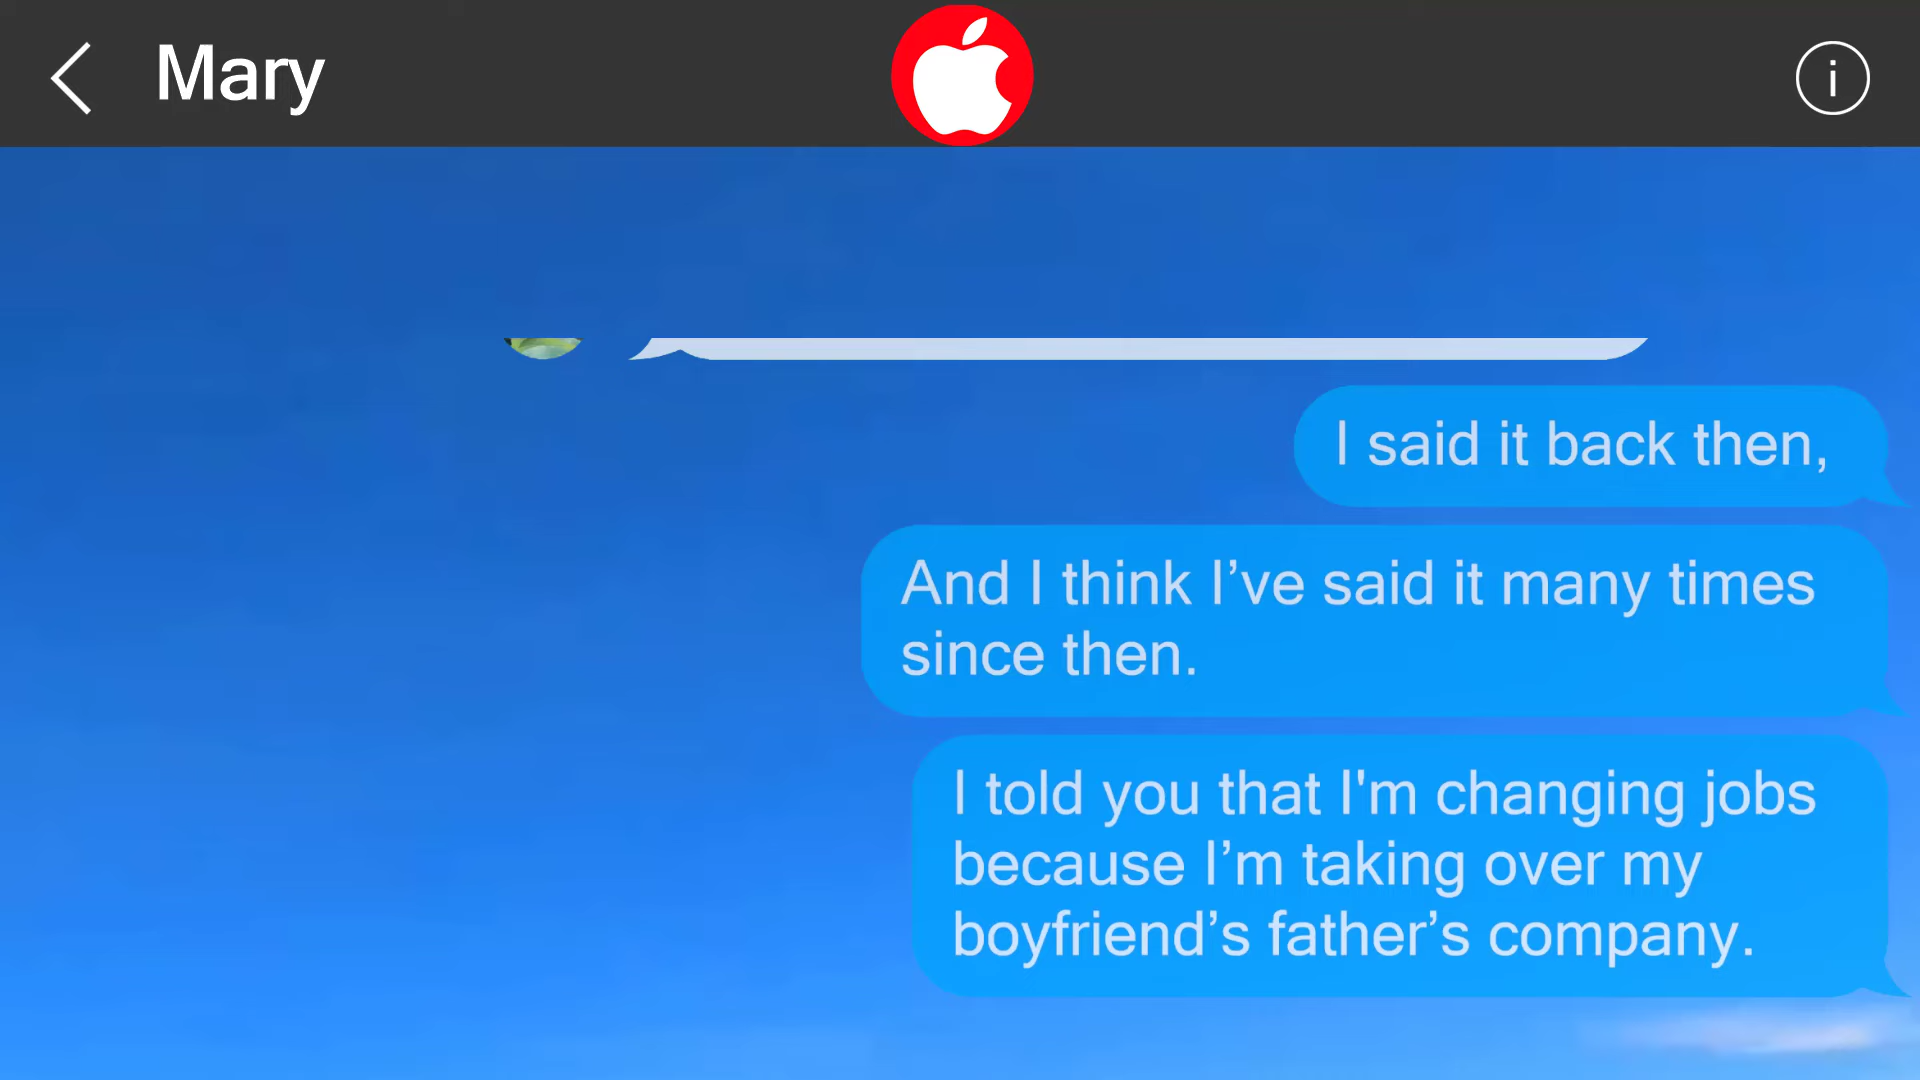 Mary
i
I said it back then,
And I think I’ve said it many times
since then.
I told you that I'm changing jobs
because I’m taking over my
boyfriend’s father’s company.